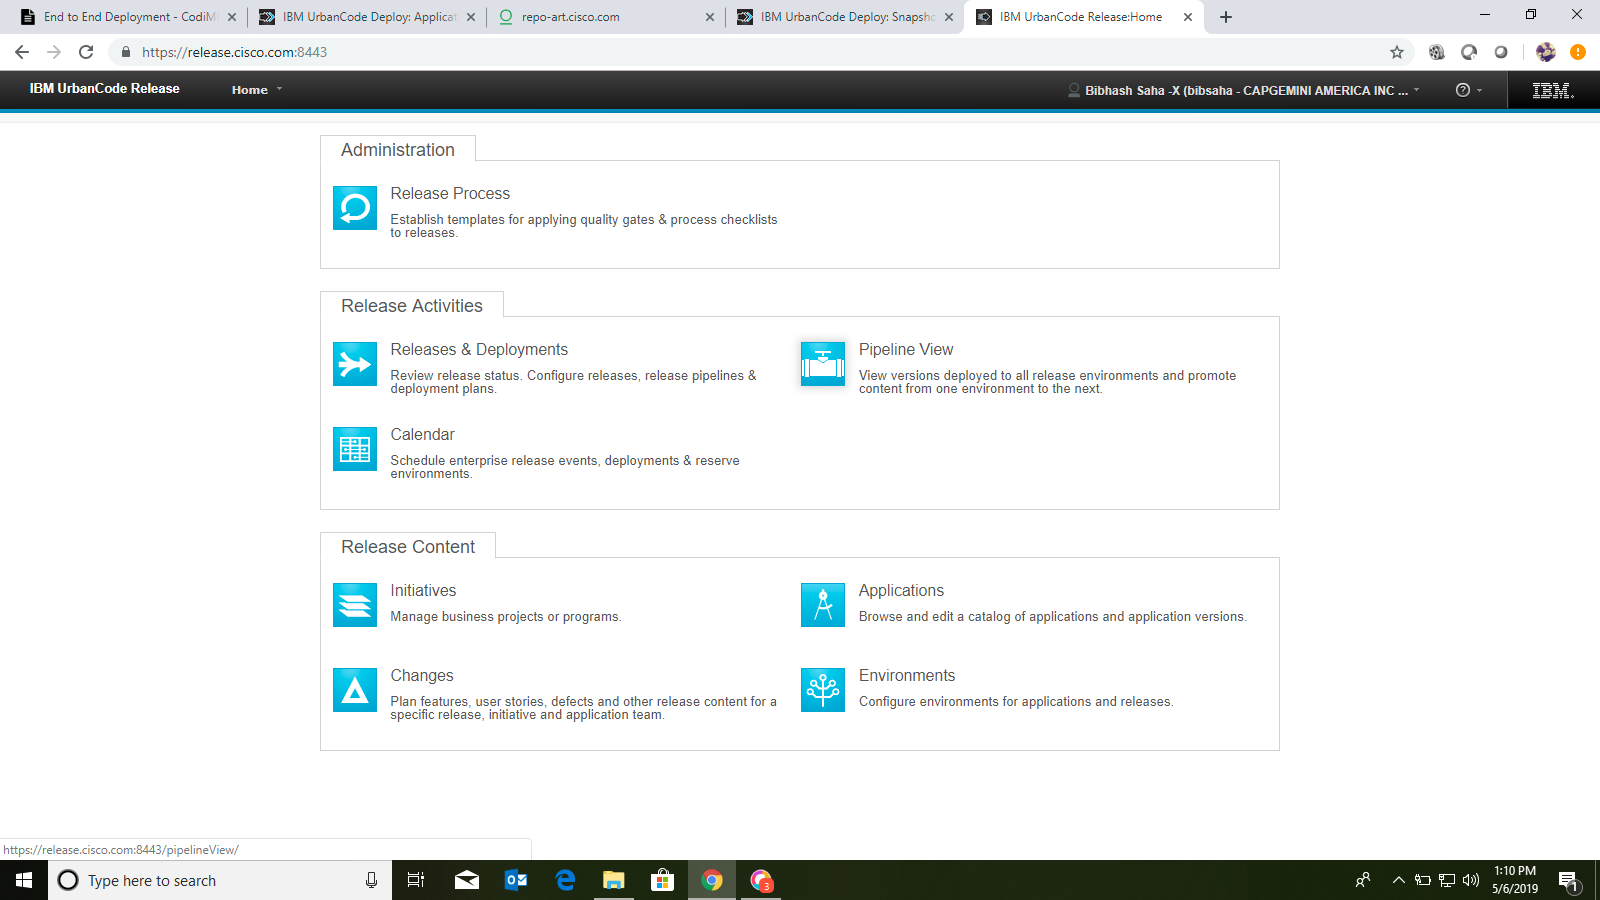 End to End Deployment - CodiM
IBM UrbanCode Deploy: Applicat
repo-art.cisco.com
IBM UrbanCode Deploy: Snapsho
IBM UrbanCode Release:Home
https://release.cisco.com:8443
IBM UrbanCode Release
Home
Bibhash Saha -X (bibsaha - CAPGEMINI AMERICA INC ...
IBM
Administration
Release Process
Establish templates for applying quality gates & process checklists
to releases.
Release Activities
Releases & Deployments
Review release status. Configure releases, release pipelines &
deployment plans.
Pipeline View
View versions deployed to all release environments and promote
content from one environment to the next.
Calendar
Schedule enterprise release events, deployments & reserve
environments.
Release Content
Initiatives
Manage business projects or programs.
Applications
Browse and edit a catalog of applications and application versions.
Changes
Plan features, user stories, defects and other release content for a
specific release, initiative and application team.
Environments
Configure environments for applications and releases.
https://release.cisco.com:8443/pipelineView/
Type here to search
3
1:10 PM
5/6/2019
1